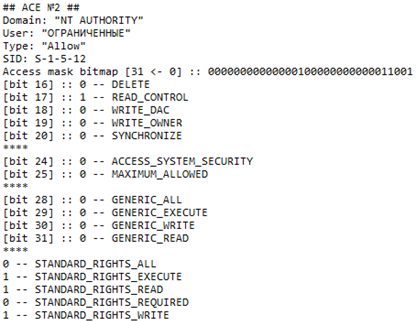 ## ACE №2 ##
Domain: "NT AUTHORITY"
User: "ОГРАНИЧЕННЫЕ"
Type: "Allow"
SID: S-1-5-12
Access mask bitmap [31 <- 0] :: 00000000000000100000000000011001
[bit 16] :: 0 -- DELETE
[bit 17] :: 1 -- READ_CONTROL
[bit 18] :: 0 -- WRITE_DAC
[bit 19] :: 0 -- WRITE_OWNER
[bit 20] :: 0 -- SYNCHRONIZE
****
[bit 24] :: 0 -- ACCESS_SYSTEM_SECURITY
[bit 25] :: 0 -- MAXIMUM_ALLOWED
****
[bit 28] :: 0 -- GENERIC_ALL
[bit 29] :: 0 -- GENERIC_EXECUTE
[bit 30] :: 0 -- GENERIC_WRITE
[bit 31] :: 0 -- GENERIC_READ
****
0 -- STANDARD_RIGHTS_ALL
1 -- STANDARD_RIGHTS_EXECUTE
1 -- STANDARD_RIGHTS_READ
0 -- STANDARD_RIGHTS_REQUIRED
1 -- STANDARD_RIGHTS_WRITE